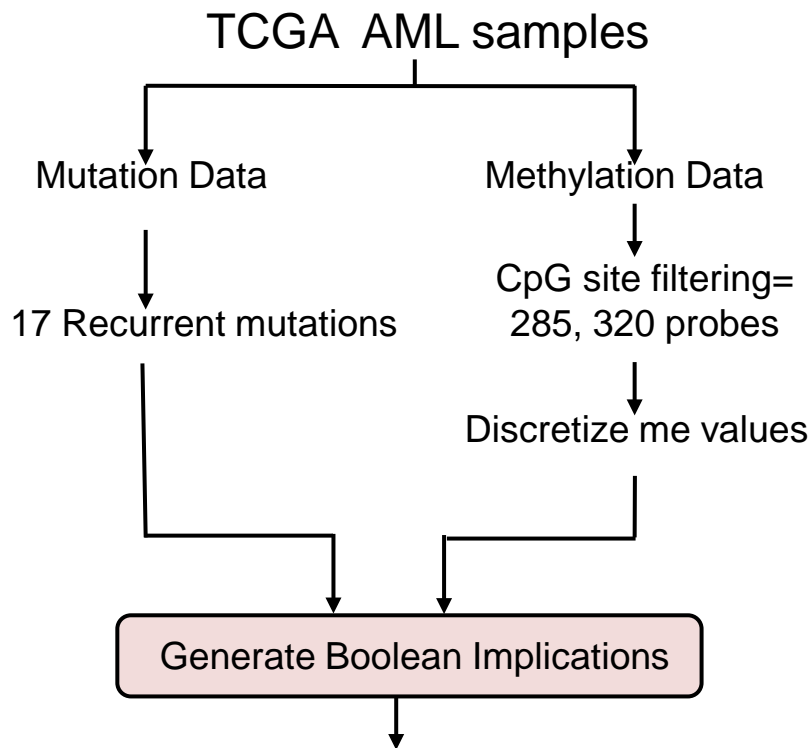 TCGA AML samples
Mutation Data
Methylation Data
CpG site filtering=
285, 320 probes
17 Recurrent mutations
Discretize me values
Generate Boolean Implications